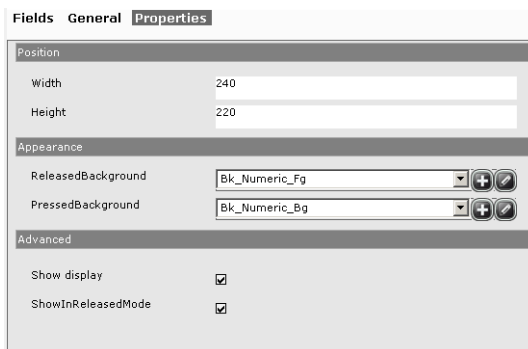 Fields General Properties
Position
Width 240
Height 220
Appearance
ReleasedBackground Bk_Numeric_Fg
PressedBackground Bk_Numeric_Bg
Advanced
Show display
ShowInReleasedMode